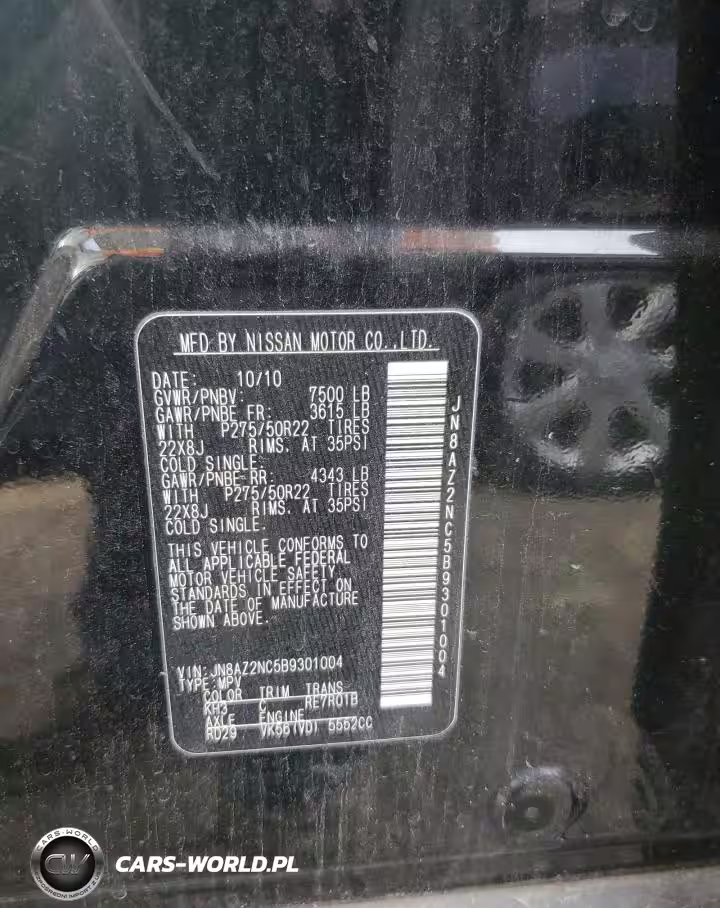 MFD BY NISSAN MOTOR CO.,LTD.
DATE: 10/10
GVWR/PNBV: 7500 LB
GAWR/PNBE FR: 3615 LB
WITH P275/50R22 TIRES
22X8J RIMS. AT 35PSI
COLD SINGLE.
GAWR/PNBE RR: 4343 LB
WITH P275/50R22 TIRES
22X8J RIMS. AT 35PSI
COLD SINGLE.
THIS VEHICLE CONFORMS TO
ALL APPLICABLE FEDERAL
MOTOR VEHICLE SAFETY
STANDARDS IN EFFECT ON
THE DATE OF MANUFACTURE
SHOWN ABOVE.
VIN:JN8AZ2NC5B9301004
TYPE:MPV
COLOR TRIM TRANS
KH3 C RE7R01B
AXLE ENGINE
RD29 VK56(VD) 5552CC
JN8AZ2NC5B9301004
CARS-WORLD
CW
CARS-WORLD.PL